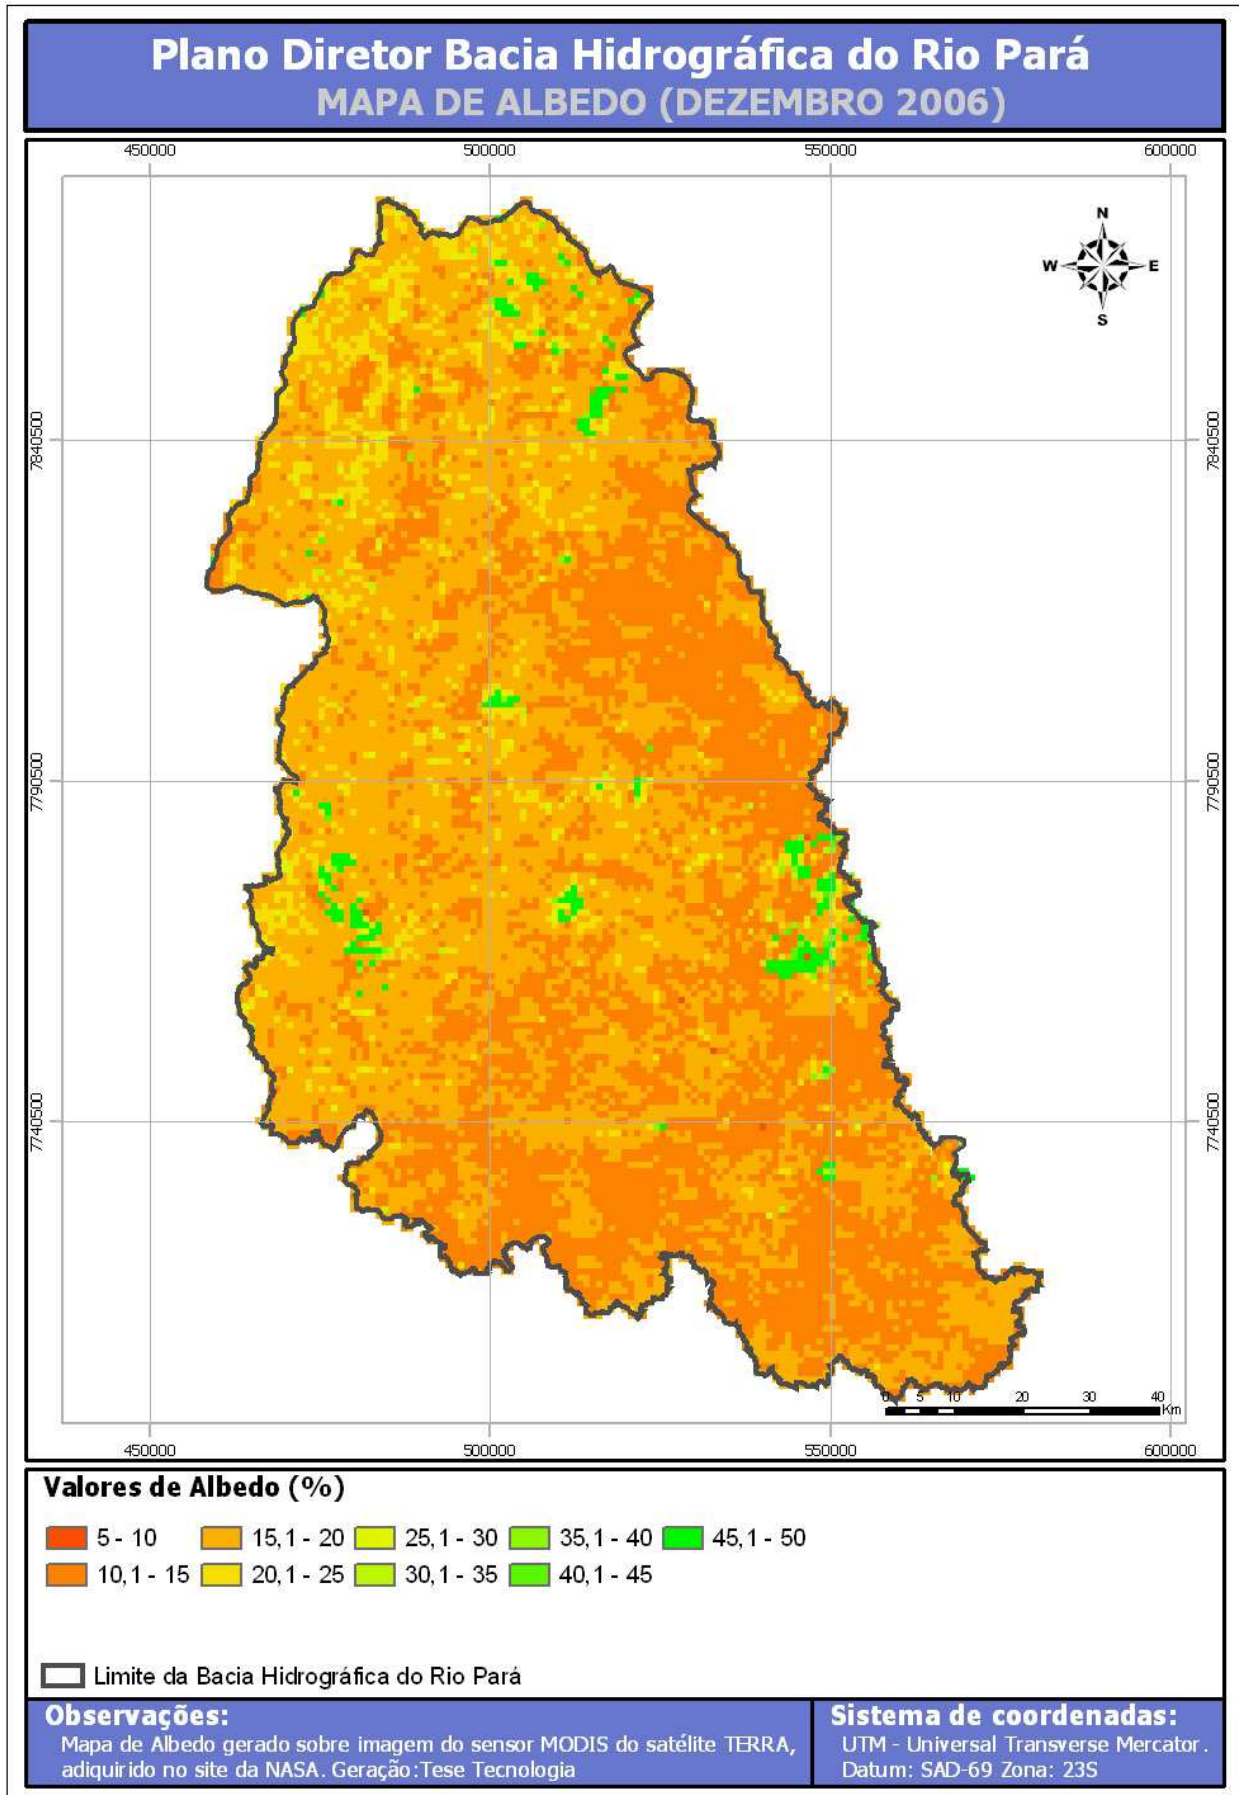 Plano Diretor Bacia Hidrográfica do Rio Pará
MAPA DE ALBEDO (DEZEMBRO 2006)
450000 500000 550000 600000
N
W E
S
7840500 7840500
7790500 7790500
7740500 7740500
0 5 10 20 30 40
Km
450000 500000 550000 600000
Valores de Albedo (%)
5 - 10 15,1 - 20 25,1 - 30 35,1 - 40 45,1 - 50
10,1 - 15 20,1 - 25 30,1 - 35 40,1 - 45
Limite da Bacia Hidrográfica do Rio Pará
Observações:
Mapa de Albedo gerado sobre imagem do sensor MODIS do satélite TERRA,
adiquirido no site da NASA. Geração:Tese Tecnologia
Sistema de coordenadas:
UTM - Universal Transverse Mercator.
Datum: SAD-69 Zona: 23S